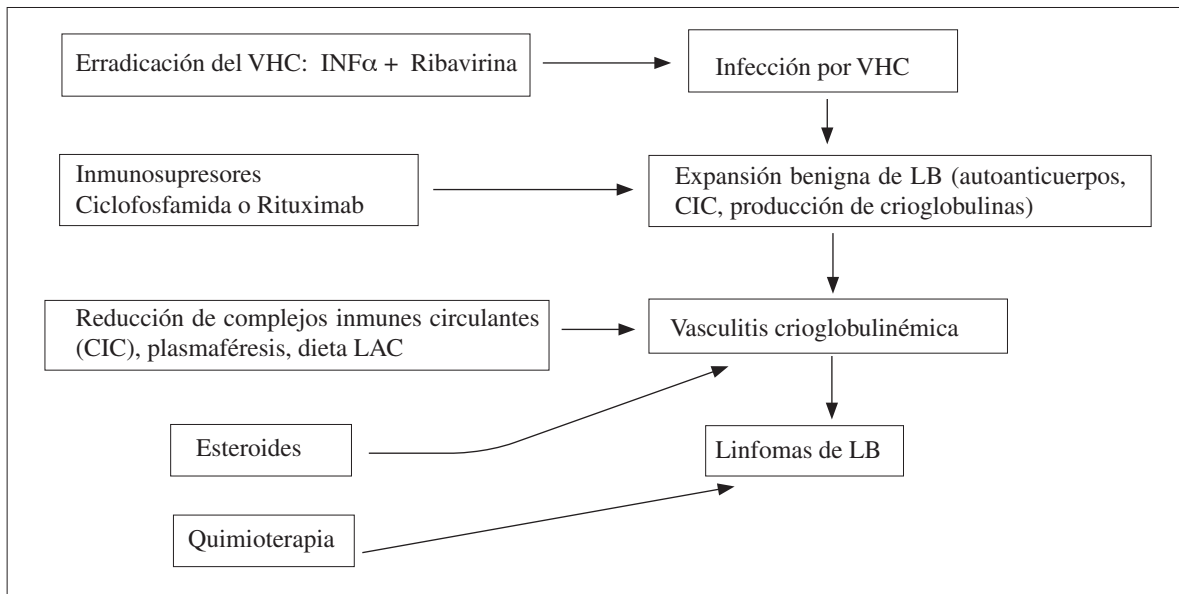 Erradicación del VHC: INFα + Ribavirina
Infección por VHC
Inmunosupresores
Ciclofosfamida o Rituximab
Expansión benigna de LB (autoanticuerpos,
CIC, producción de crioglobulinas)
Reducción de complejos inmunes circulantes
(CIC), plasmaféresis, dieta LAC
Vasculitis crioglobulinémica
Esteroides
Linfomas de LB
Quimioterapia